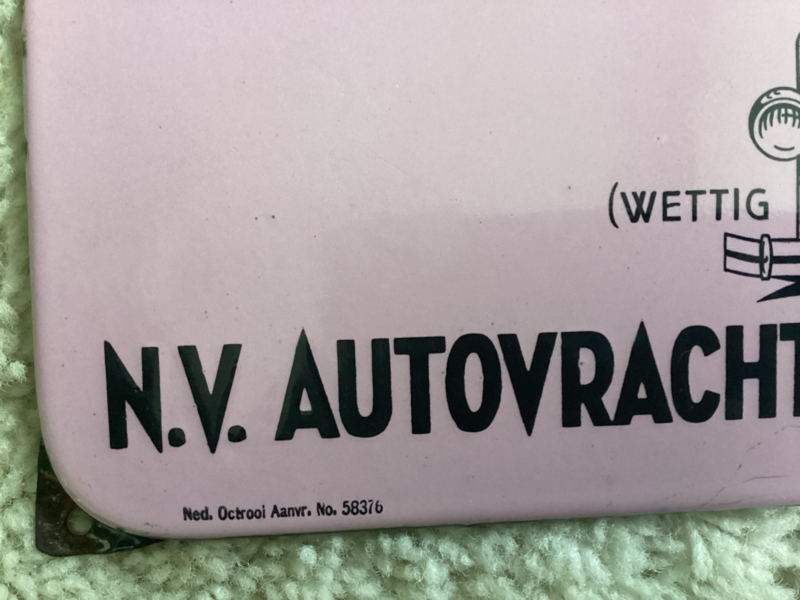 (WETTIG
N.V. AUTOVRACHT
Ned. Octrooi Aanvr. No. 58376